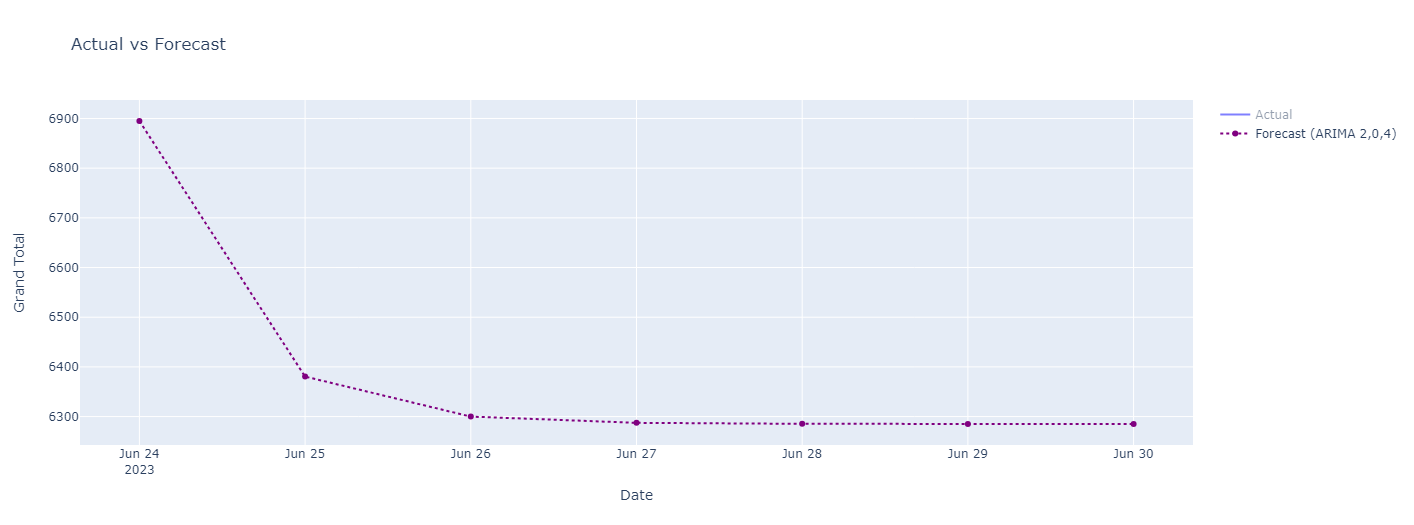 Actual vs Forecast
Actual
Forecast (ARIMA 2,0,4)
Grand Total
6900
6800
6700
6600
6500
6400
6300
Jun 24
2023
Jun 25
Jun 26
Jun 27
Jun 28
Jun 29
Jun 30
Date